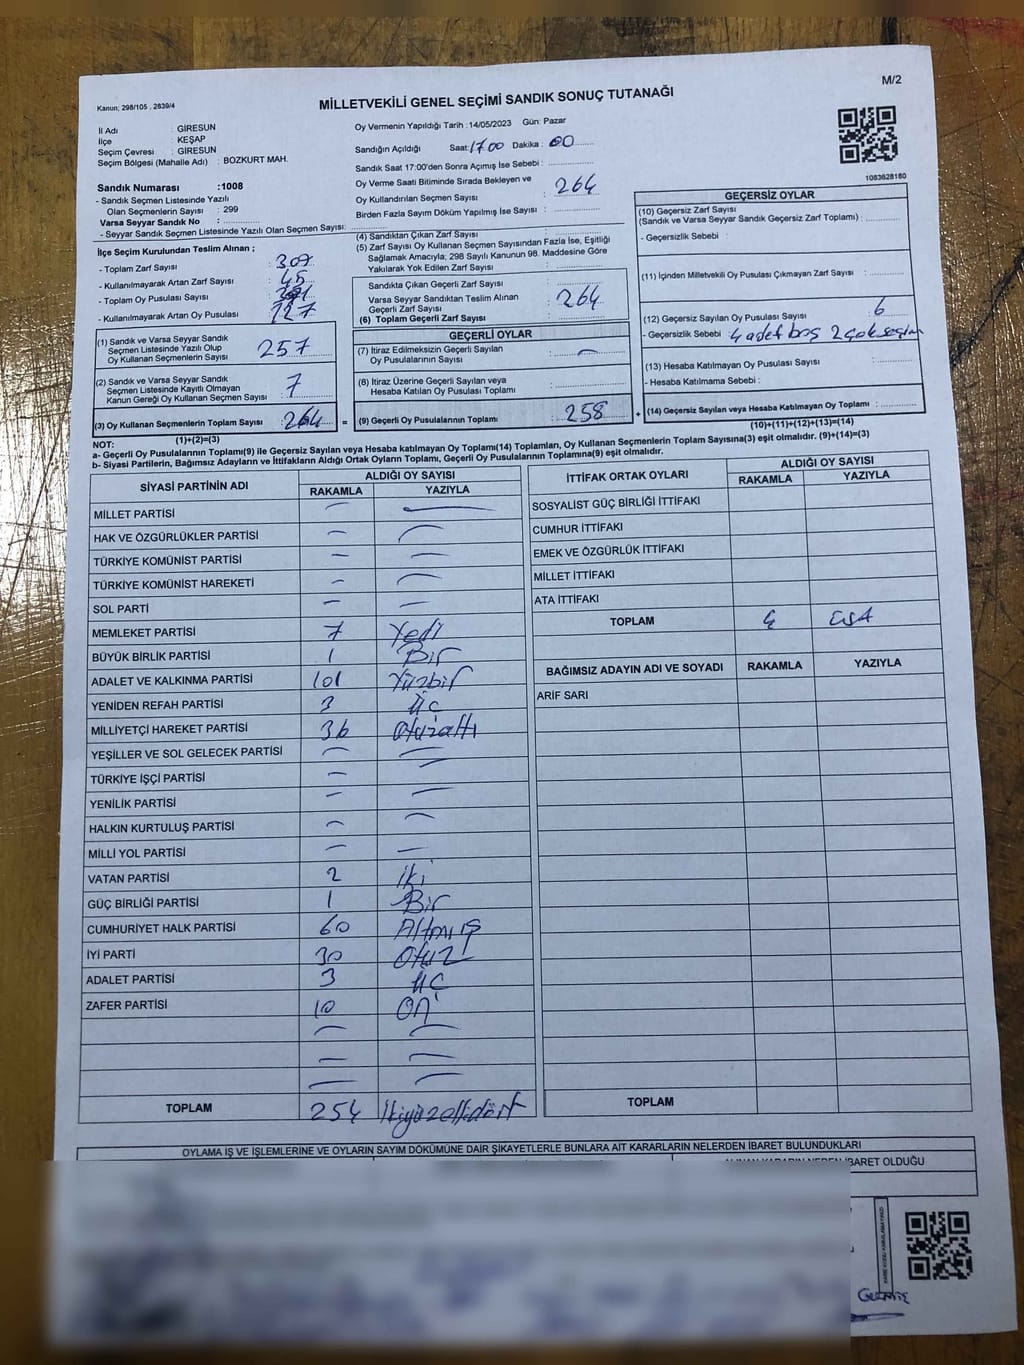 M/2
Kanun; 298/105 , 2839/4
MİLLETVEKİLİ GENEL SEÇİMİ SANDIK SONUÇ TUTANAĞI
İl Adı : GİRESUN
İlçe : KEŞAP
Seçim Çevresi : GİRESUN
Seçim Bölgesi (Mahalle Adı) : BOZKURT MAH.
Sandık Numarası :1008
- Sandık Seçmen Listesinde Yazılı
Olan Seçmenlerin Sayısı : 299
Varsa Seyyar Sandık No :
- Seyyar Sandık Seçmen Listesinde Yazılı Olan Seçmen Sayısı:
Oy Vermenin Yapıldığı Tarih :14/05/2023 Gün: Pazar
Sandığın Açıldığı Saat: 17.00 Dakika: 00
Sandık Saat 17:00'den Sonra Açımış İse Sebebi :
Oy Verme Saati Bitiminde Sırada Bekleyen ve
Oy Kullandırılan Seçmen Sayısı : 264
Birden Fazla Sayım Döküm Yapılmış İse Sayısı :
1063628160
İlçe Seçim Kurulundan Teslim Alınan ;
- Toplam Zarf Sayısı : 309
- Kullanılmayarak Artan Zarf Sayısı : 45
- Toplam Oy Pusulası Sayısı :
- Kullanılmayarak Artan Oy Pusulası : 127
(1) Sandık ve Varsa Seyyar Sandık
Seçmen Listesinde Yazılı Olup
Oy Kullanan Seçmenlerin Sayısı : 257
(2) Sandık ve Varsa Seyyar Sandık
Seçmen Listesinde Kayıtlı Olmayan
Kanun Gereği Oy Kullanan Seçmen Sayısı : 7
(3) Oy Kullanan Seçmenlerin Toplam Sayısı : 264 =
(1)+(2)=(3)
(4) Sandıktan Çıkan Zarf Sayısı :
(5) Zarf Sayısı Oy Kullanan Seçmen Sayısından Fazla İse, Eşitliği
Sağlamak Amacıyla, 298 Sayılı Kanunun 98. Maddesine Göre
Yakılarak Yok Edilen Zarf Sayısı :
Sandıkta Çıkan Geçerli Zarf Sayısı :
Varsa Seyyar Sandıktan Teslim Alınan
Geçerli Zarf Sayısı : 264
(6) Toplam Geçerli Zarf Sayısı :
GEÇERLİ OYLAR
(7) İtiraz Edilmeksizin Geçerli Sayılan
Oy Pusulalarının Sayısı :
(8) İtiraz Üzerine Geçerli Sayılan veya
Hesaba Katılan Oy Pusulası Toplamı :
(9) Geçerli Oy Pusulalarının Toplamı : 258 +
GEÇERSİZ OYLAR
(10) Geçersiz Zarf Sayısı
(Sandık ve Varsa Seyyar Sandık Geçersiz Zarf Toplamı) :
- Geçersizlik Sebebi :
(11) İçinden Milletvekili Oy Pusulası Çıkmayan Zarf Sayısı :
(12) Geçersiz Sayılan Oy Pusulası Sayısı : 6
- Geçersizlik Sebebi : 4 adet boş 2 çok seçim
(13) Hesaba Katılmayan Oy Pusulası Sayısı :
- Hesaba Katılmama Sebebi :
(14) Geçersiz Sayılan veya Hesaba Katılmayan Oy Toplamı :
(10)+(11)+(12)+(13)=(14)
NOT:
a- Geçerli Oy Pusulalarının Toplamı(9) ile Geçersiz Sayılan veya Hesaba katılmayan Oy Toplamı(14) Toplamları, Oy Kullanan Seçmenlerin Toplam Sayısına(3) eşit olmalıdır. (9)+(14)=(3)
b- Siyasi Partilerin, Bağımsız Adayların ve İttifakların Aldığı Ortak Oyların Toplamı, Geçerli Oy Pusulalarının Toplamına(9) eşit olmalıdır.
SİYASİ PARTİNİN ADI ALDIĞI OY SAYISI
RAKAMLA YAZIYLA
MİLLET PARTİSİ
HAK VE ÖZGÜRLÜKLER PARTİSİ
TÜRKİYE KOMÜNİST PARTİSİ
TÜRKİYE KOMÜNİST HAREKETİ
SOL PARTİ
MEMLEKET PARTİSİ 7 Yedi
BÜYÜK BİRLİK PARTİSİ 1 Bir
ADALET VE KALKINMA PARTİSİ 101 Yüzbir
YENİDEN REFAH PARTİSİ 3 Üç
MİLLİYETÇİ HAREKET PARTİSİ 36 Otuzaltı
YEŞİLLER VE SOL GELECEK PARTİSİ
TÜRKİYE İŞÇİ PARTİSİ
YENİLİK PARTİSİ
HALKIN KURTULUŞ PARTİSİ
MİLLİ YOL PARTİSİ
VATAN PARTİSİ 2 İki
GÜÇ BİRLİĞİ PARTİSİ 1 Bir
CUMHURİYET HALK PARTİSİ 60 Altmış
İYİ PARTİ 30 Otuz
ADALET PARTİSİ 3 üç
ZAFER PARTİSİ 10 On
TOPLAM 254 İkiyüzellidört
İTTİFAK ORTAK OYLARI ALDIĞI OY SAYISI
RAKAMLA YAZIYLA
SOSYALİST GÜÇ BİRLİĞİ İTTİFAKI
CUMHUR İTTİFAKI
EMEK VE ÖZGÜRLÜK İTTİFAKI
MİLLET İTTİFAKI
ATA İTTİFAKI
TOPLAM 4
BAĞIMSIZ ADAYIN ADI VE SOYADI RAKAMLA YAZIYLA
ARİF SARI
TOPLAM
OYLAMA İŞ VE İŞLEMLERİNE VE OYLARIN SAYIM DÖKÜMÜNE DAİR ŞİKAYETLERLE BUNLARA AİT KARARLARIN NELERDEN İBARET BULUNDUKLARI
ALINAN KARARIN NEDEN İBARET OLDUĞU